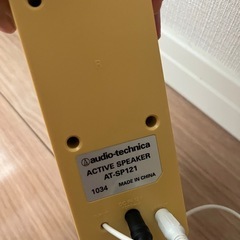 audio-technica
ACTIVE SPEAKER
AT-SP121
1034 MADE IN CHINA